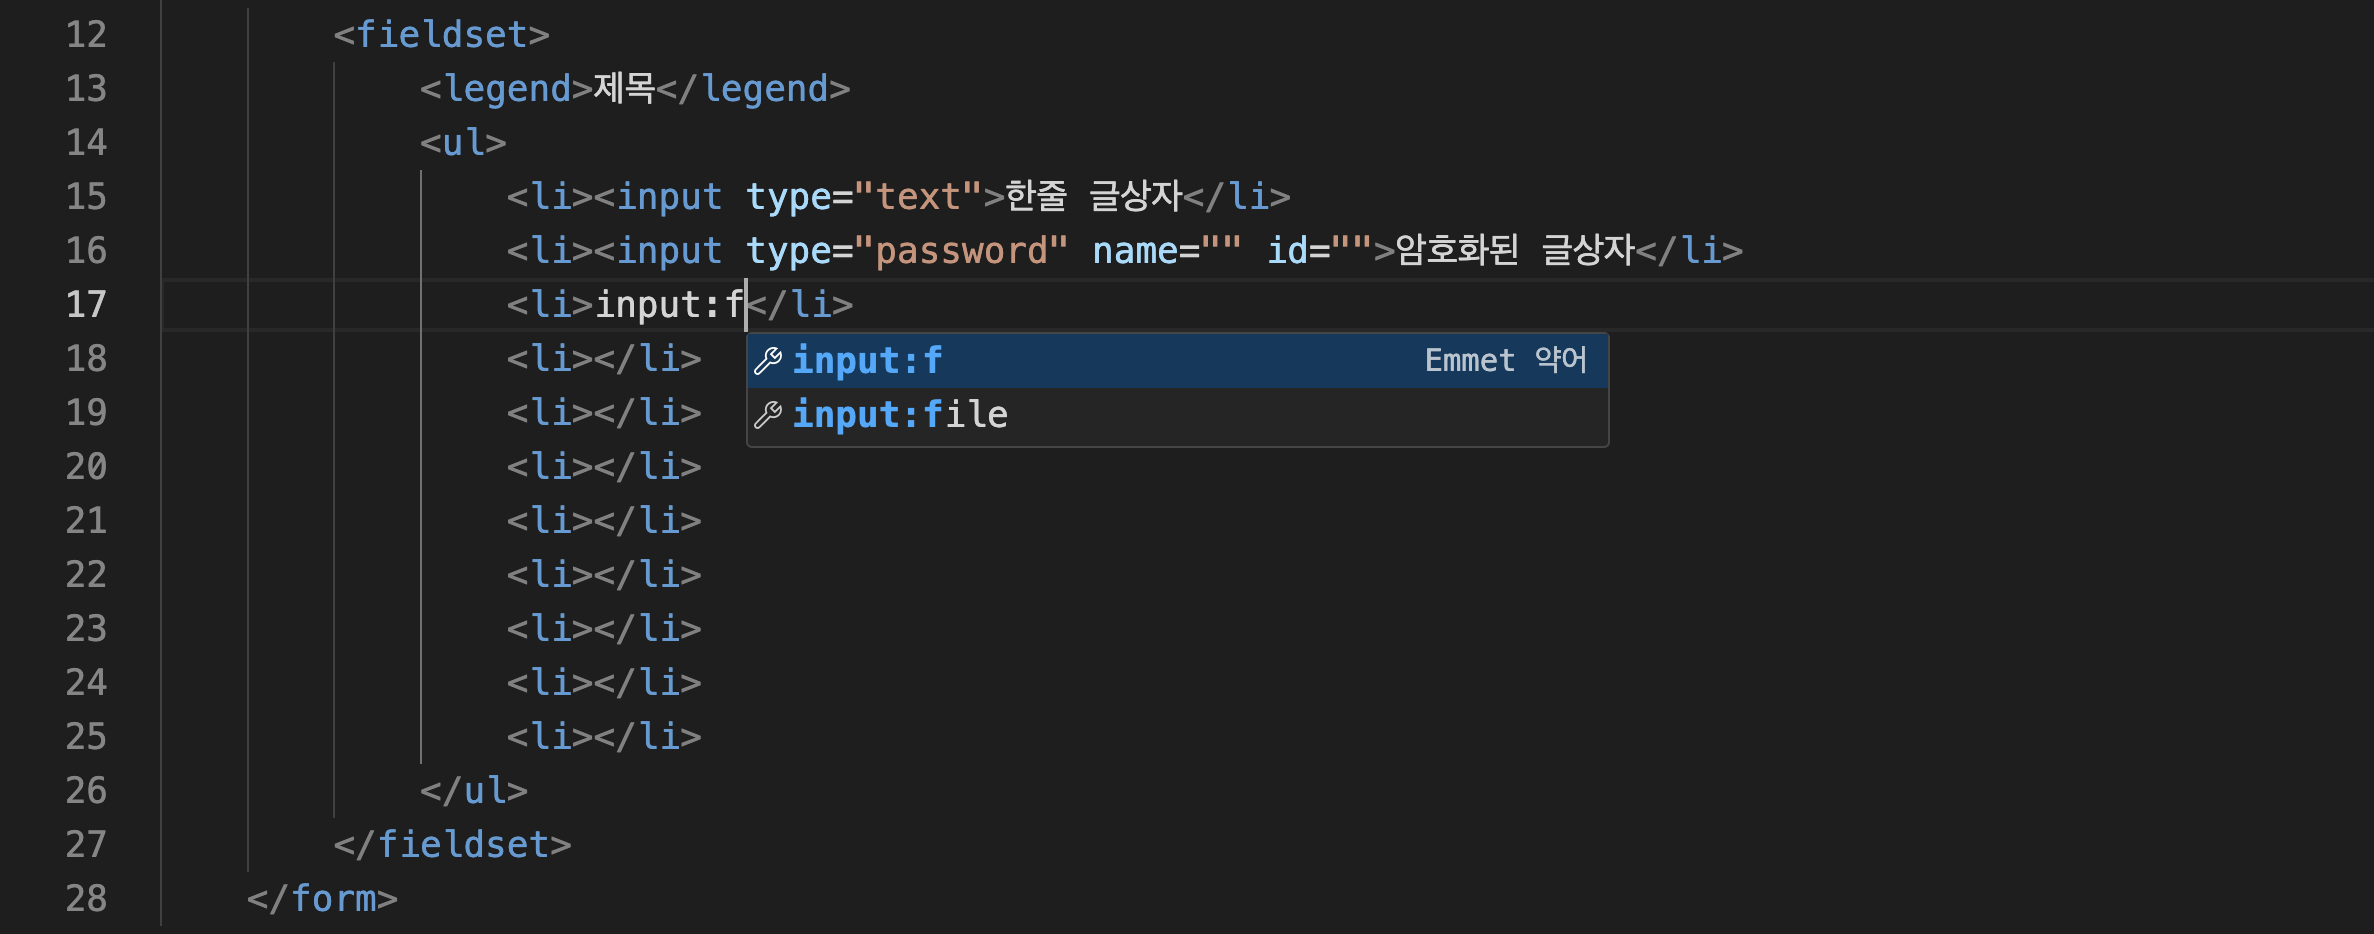 12 <fieldset>
13 <legend>제목</legend>
14 <ul>
15 <li><input type="text">한줄 글상자</li>
16 <li><input type="password" name="" id="">암호화된 글상자</li>
17 <li>input:f</li>
input:f Emmet 약어
18 <li></li>
input:file
19 <li></li>
20 <li></li>
21 <li></li>
22 <li></li>
23 <li></li>
24 <li></li>
25 <li></li>
26 </ul>
27 </fieldset>
28 </form>